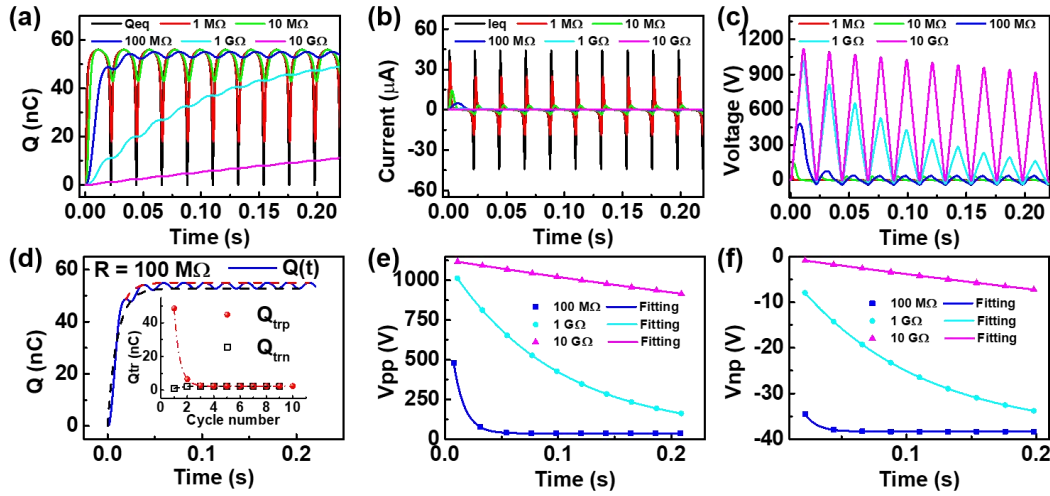 (a)
Qeq 1 MΩ 10 MΩ
100 MΩ 1 GΩ 10 GΩ
60
40
20
0
Q (nC)
0.00 0.05 0.10 0.15 0.20
Time (s)
(b)
Ieq 1 MΩ 10 MΩ
100 MΩ 1 GΩ 10 GΩ
60
30
0
-30
-60
Current (µA)
0.00 0.05 0.10 0.15 0.20
Time (s)
(c)
1 MΩ 10 MΩ 100 MΩ
1 GΩ 10 GΩ
1200
900
600
300
0
Voltage (V)
0.00 0.05 0.10 0.15 0.20
Time (s)
(d)
R = 100 MΩ Q(t)
60
40
20
0
Q (nC)
0.0 0.1 0.2
Time (s)
Qtrp
Qtrn
40
20
0
Qtr (nC)
0 2 4 6 8 10
Cycle number
(e)
1000
750
500
250
0
Vpp (V)
100 MΩ Fitting
1 GΩ Fitting
10 GΩ Fitting
0.0 0.1 0.2
Time (s)
(f)
0
-10
-20
-30
-40
Vnp (V)
100 MΩ Fitting
1 GΩ Fitting
10 GΩ Fitting
0.1 0.2
Time (s)